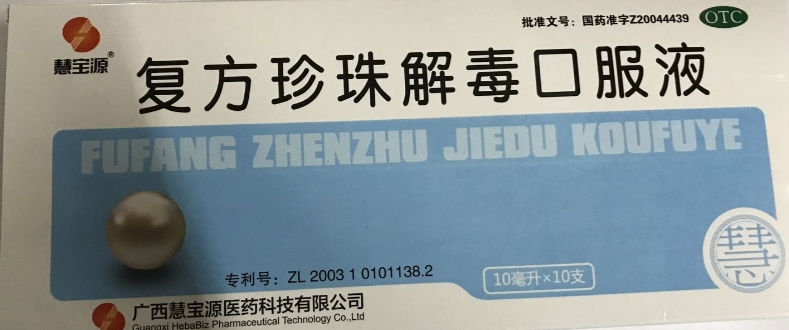 批准文号：国药准字Z20044439 OTC
慧宝源®
复方珍珠解毒口服液
FUFANG ZHENZHU JIEDU KOUFUYE
慧
专利号：ZL 2003 1 0101138.2
10毫升×10支
广西慧宝源医药科技有限公司
Guangxi HebaBiz Pharmaceutical Technology Co.,Ltd